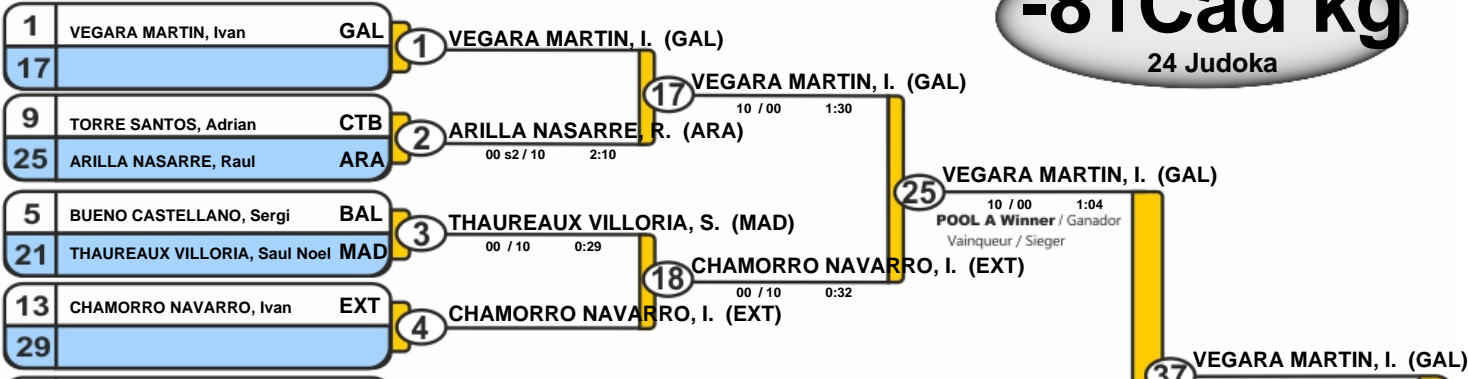 -81Cad kg
24 Judoka
1 VEGARA MARTIN, Ivan GAL
17
9 TORRE SANTOS, Adrian CTB
25 ARILLA NASARRE, Raul ARA
5 BUENO CASTELLANO, Sergi BAL
21 THAUREAUX VILLORIA, Saul Noel MAD
13 CHAMORRO NAVARRO, Ivan EXT
29
1 VEGARA MARTIN, I. (GAL)
2 ARILLA NASARRE, R. (ARA)
00 s2 / 10 2:10
3 THAUREAUX VILLORIA, S. (MAD)
00 / 10 0:29
4 CHAMORRO NAVARRO, I. (EXT)
17 VEGARA MARTIN, I. (GAL)
10 / 00 1:30
18 CHAMORRO NAVARRO, I. (EXT)
00 / 10 0:32
25 VEGARA MARTIN, I. (GAL)
10 / 00 1:04
POOL A Winner / Ganador
Vainqueur / Sieger
37 VEGARA MARTIN, I. (GAL)